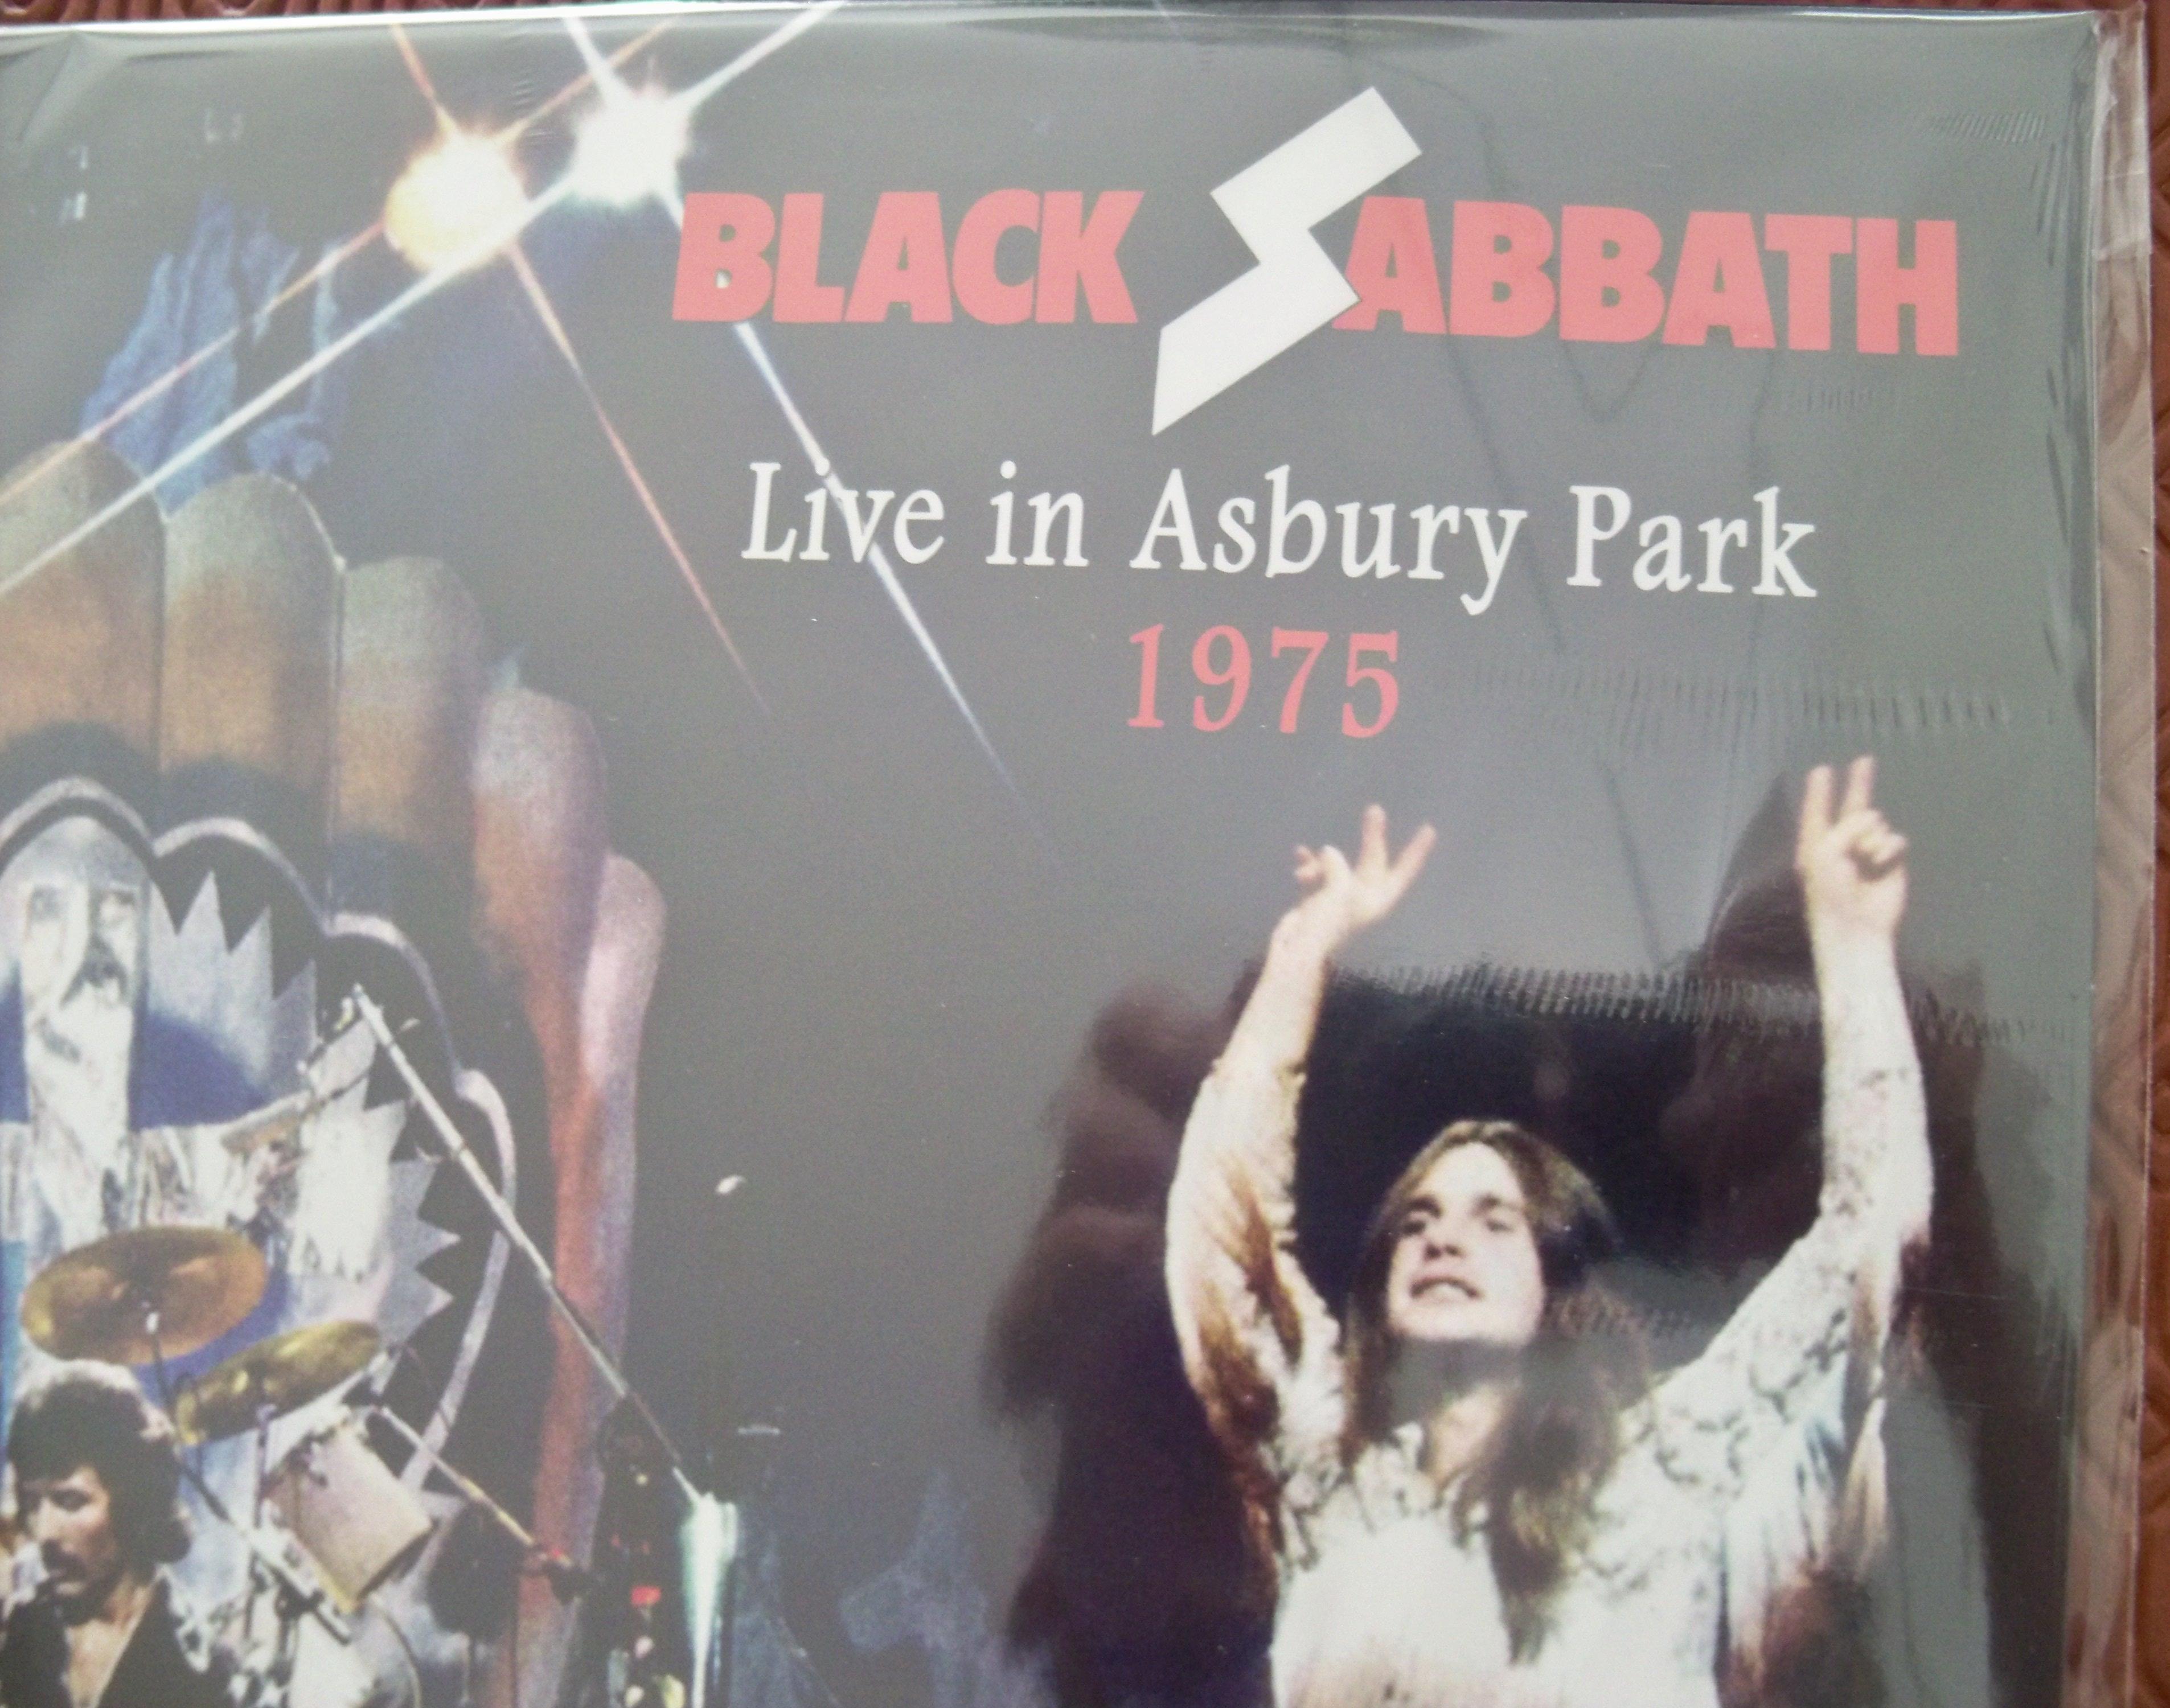 BLACK SABBATH
Live in Asbury Park
1975